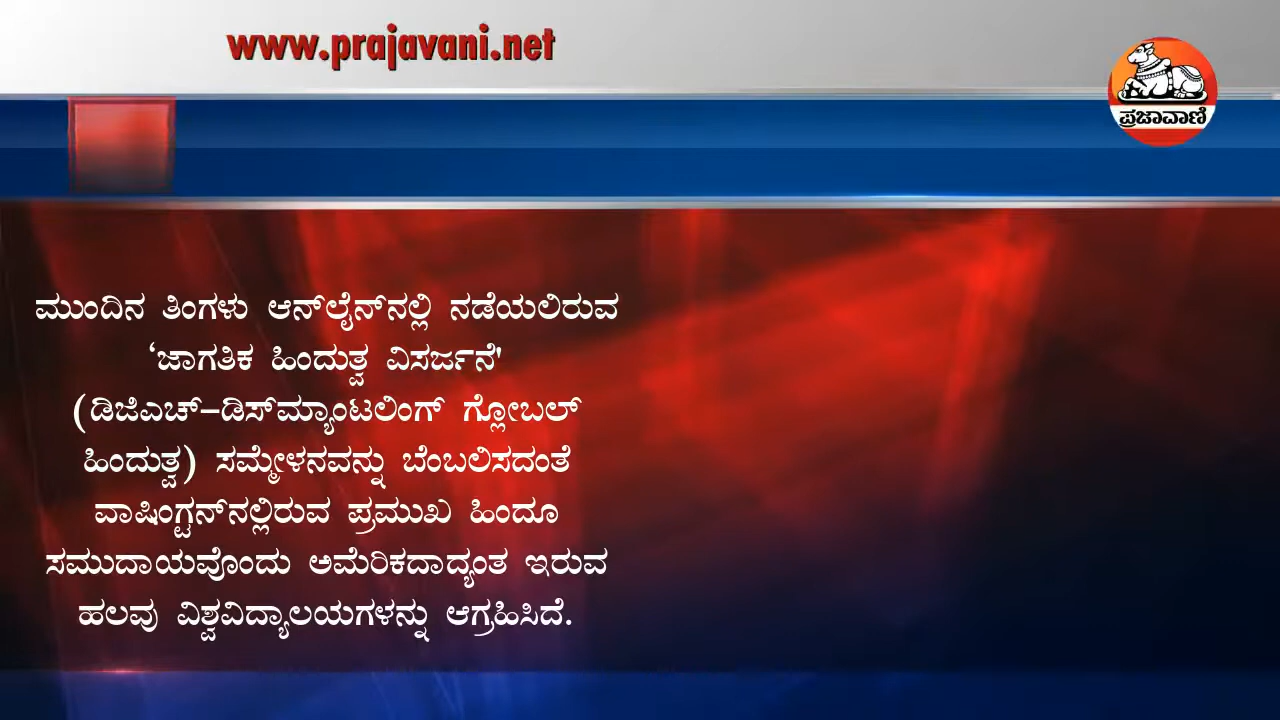 www.prajavani.net
ಪ್ರಜಾವಾಣಿ
ಮುಂದಿನ ತಿಂಗಳು ಆನ್‌ಲೈನ್‌ನಲ್ಲಿ ನಡೆಯಲಿರುವ
‘ಜಾಗತಿಕ ಹಿಂದುತ್ವ ವಿಸರ್ಜನೆ'
(ಡಿಜಿಎಚ್–ಡಿಸ್‌ಮ್ಯಾಂಟಲಿಂಗ್ ಗ್ಲೋಬಲ್
ಹಿಂದುತ್ವ) ಸಮ್ಮೇಳನವನ್ನು ಬೆಂಬಲಿಸದಂತೆ
ವಾಷಿಂಗ್ಟನ್‌ನಲ್ಲಿರುವ ಪ್ರಮುಖ ಹಿಂದೂ
ಸಮುದಾಯವೊಂದು ಅಮೆರಿಕದಾದ್ಯಂತ ಇರುವ
ಹಲವು ವಿಶ್ವವಿದ್ಯಾಲಯಗಳನ್ನು ಆಗ್ರಹಿಸಿದೆ.